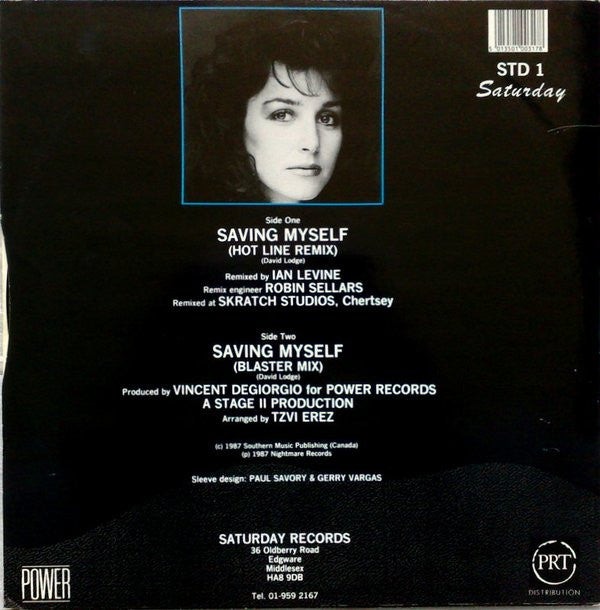 5 013501 003178
STD 1
Saturday
Side One
SAVING MYSELF
(HOT LINE REMIX)
(David Lodge)
Remixed by IAN LEVINE
Remix engineer ROBIN SELLARS
Remixed at SKRATCH STUDIOS, Chertsey
Side Two
SAVING MYSELF
(BLASTER MIX)
(David Lodge)
Produced by VINCENT DEGIORGIO for POWER RECORDS
A STAGE II PRODUCTION
Arranged by TZVI EREZ
(c) 1987 Southern Music Publishing (Canada)
(p) 1987 Nightmare Records
Sleeve design: PAUL SAVORY & GERRY VARGAS
SATURDAY RECORDS
36 Oldberry Road
Edgware
Middlesex
HA8 9DB
Tel. 01-959 2167
POWER
PRT
DISTRIBUTION